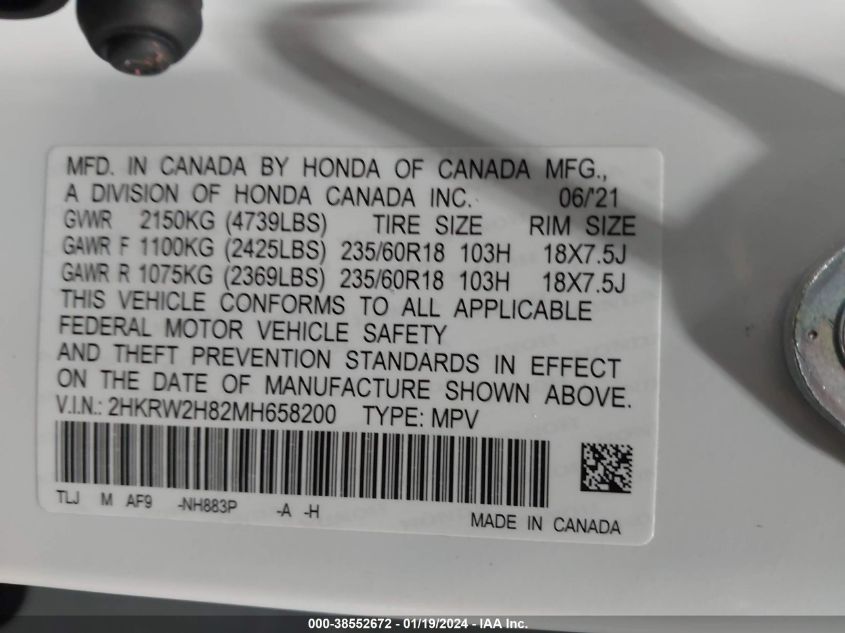 MFD. IN CANADA BY HONDA OF CANADA MFG.,
A DIVISION OF HONDA CANADA INC. 06/'21
GVWR 2150KG (4739LBS) TIRE SIZE RIM SIZE
GAWR F 1100KG (2425LBS) 235/60R18 103H 18X7.5J
GAWR R 1075KG (2369LBS) 235/60R18 103H 18X7.5J
THIS VEHICLE CONFORMS TO ALL APPLICABLE
FEDERAL MOTOR VEHICLE SAFETY
AND THEFT PREVENTION STANDARDS IN EFFECT
ON THE DATE OF MANUFACTURE SHOWN ABOVE.
V.I.N.: 2HKRW2H82MH658200 TYPE: MPV
TLJ M AF9 -NH883P -A -H
MADE IN CANADA
000-38552672 - 01/19/2024 - IAA Inc.